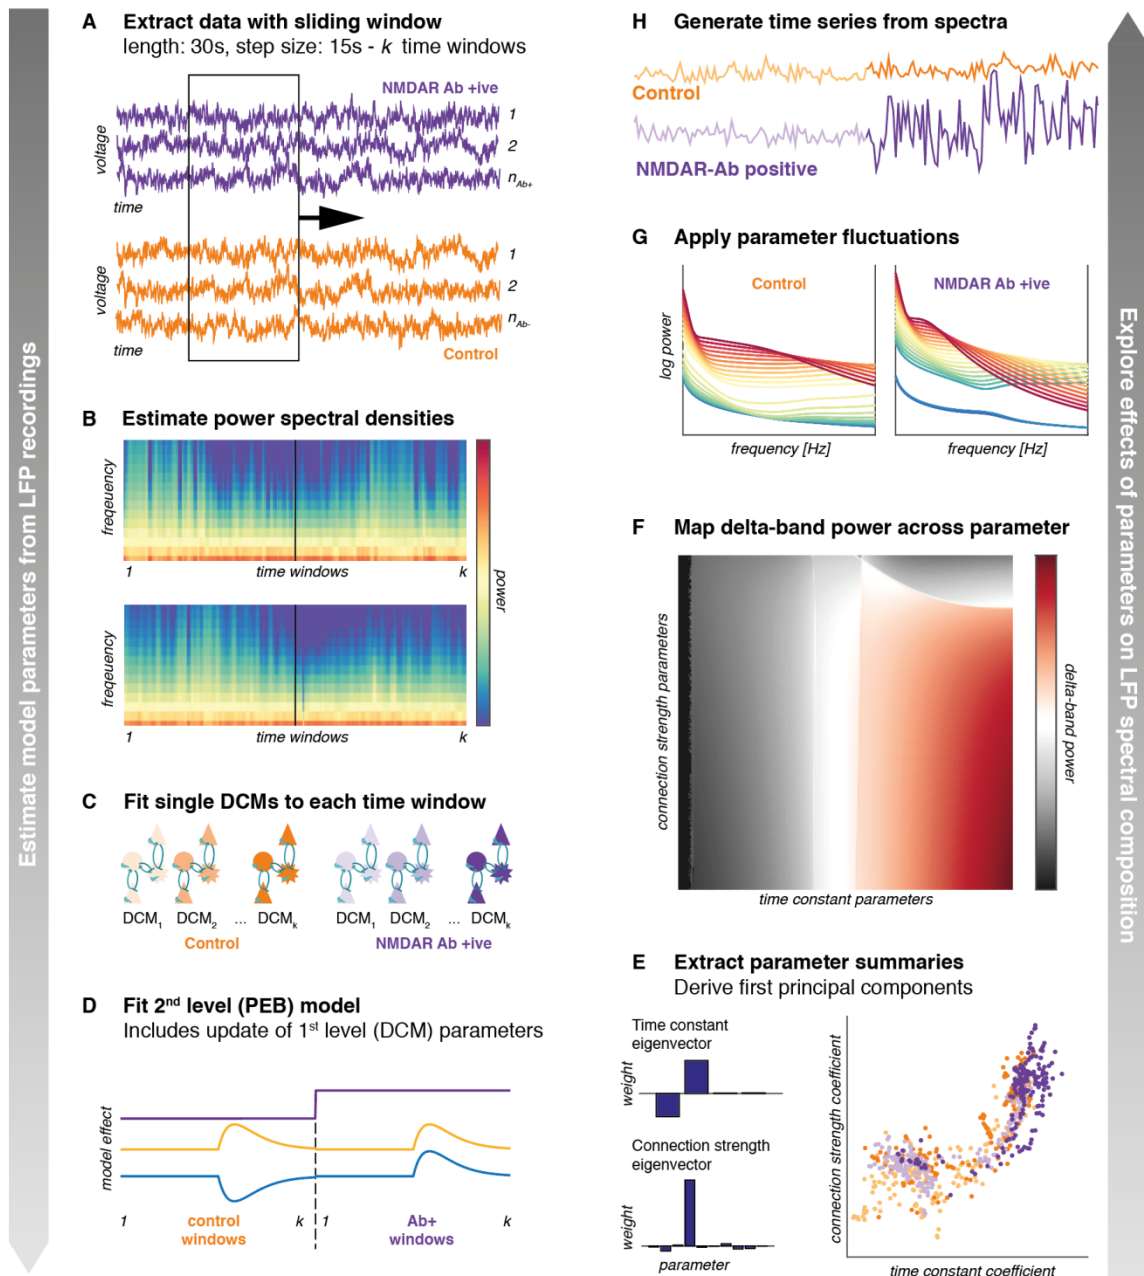 Estimate model parameters from LFP recordings
A Extract data with sliding window
length: 30s, step size: 15s - k time windows
NMDAR Ab +ive
voltage
1
2
nAb+
time
voltage
1
2
nAb-
time
Control
B Estimate power spectral densities
freqeuency
1 time windows k
power
freqeuency
1 time windows k
C Fit single DCMs to each time window
DCM1 DCM2 ... DCMk
Control
DCM1 DCM2 ... DCMk
NMDAR Ab +ive
D Fit 2nd level (PEB) model
Includes update of 1st level (DCM) parameters
model effect
1 control k
windows
1 Ab+ k
windows
H Generate time series from spectra
Control
NMDAR-Ab positive
G Apply parameter fluctuations
Control
NMDAR Ab +ive
log power
frequency [Hz]
frequency [Hz]
F Map delta-band power across parameter
connection strength parameters
time constant parameters
delta-band power
E Extract parameter summaries
Derive first principal components
Time constant
eigenvector
weight
Connection strength
eigenvector
weight
parameter
connection strength coefficient
time constant coefficient
Explore effects of parameters on LFP spectral composition